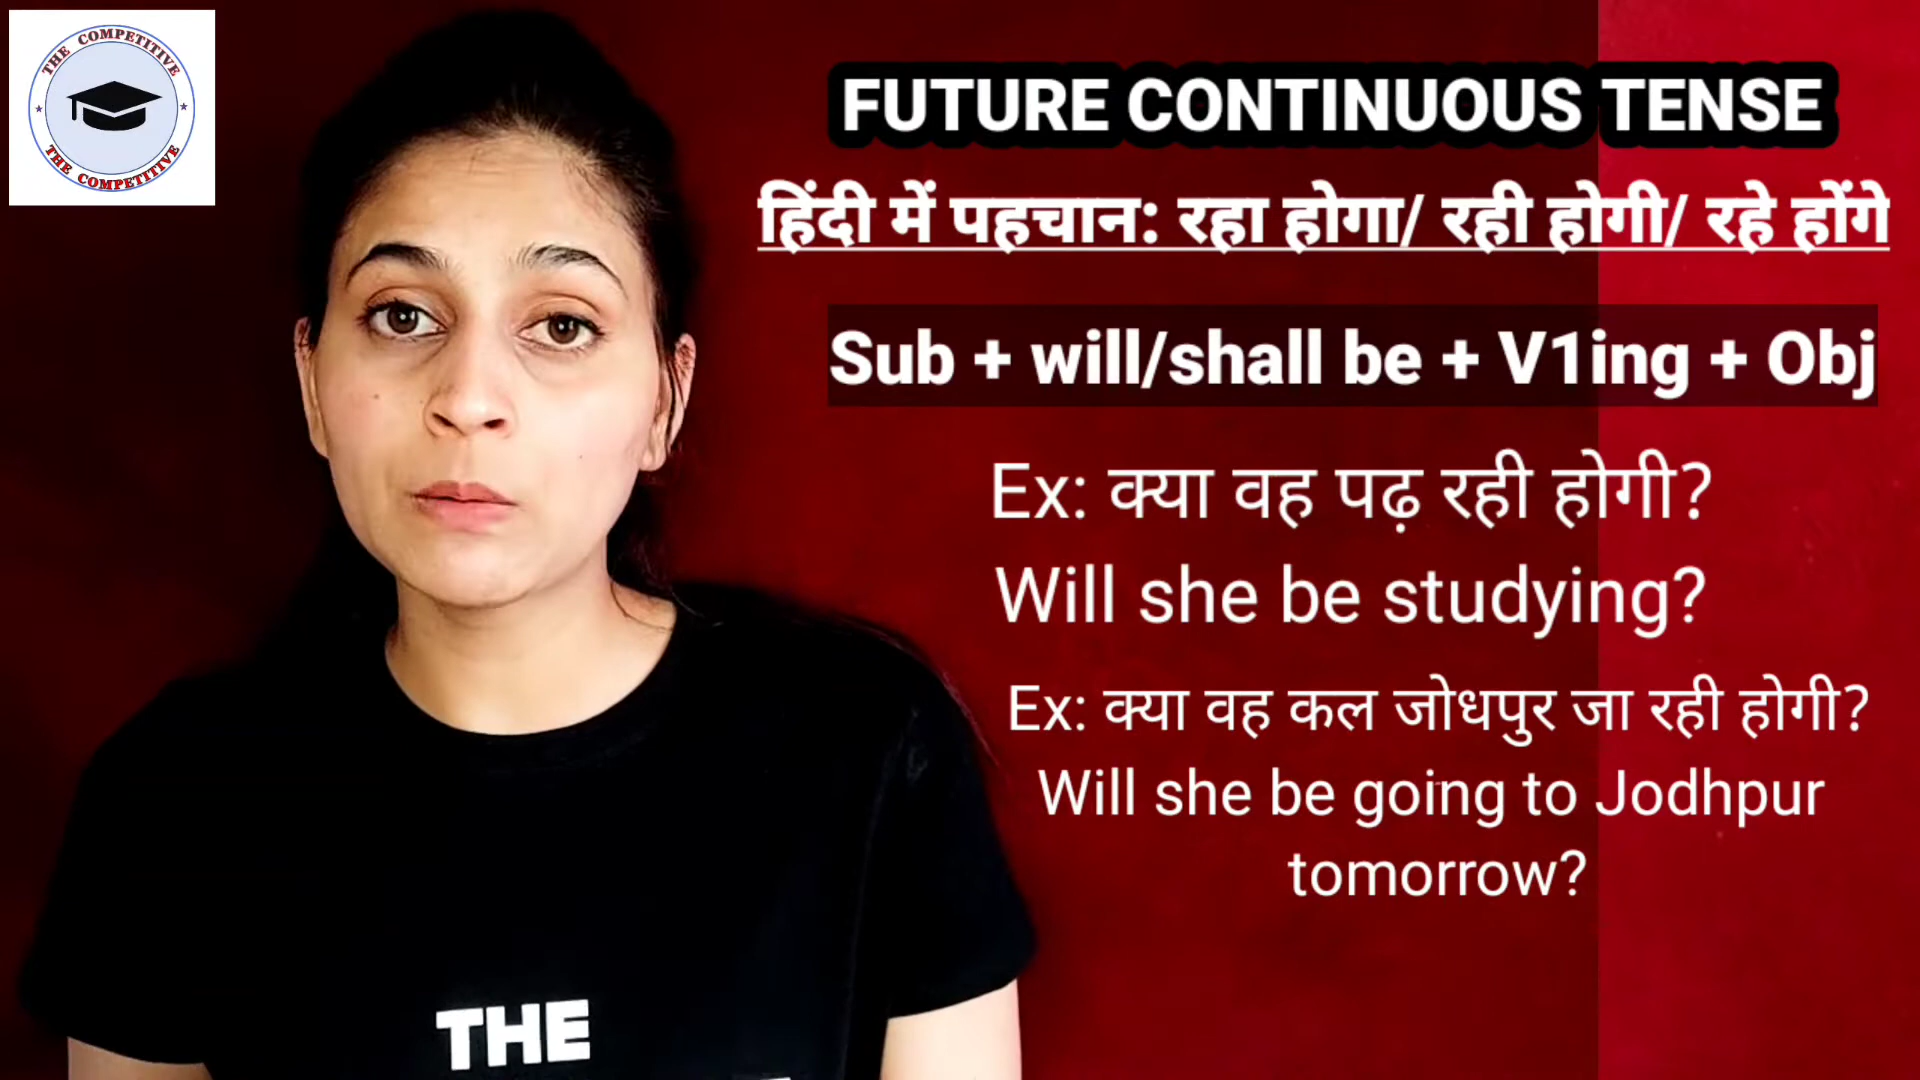 THE COMPETITIVE
THE COMPETITIVE
FUTURE CONTINUOUS TENSE
हिंदी में पहचान: रहा होगा/ रही होगी/ रहे होंगे
Sub + will/shall be + V1ing + Obj
Ex: क्या वह पढ़ रही होगी?
Will she be studying?
Ex: क्या वह कल जोधपुर जा रही होगी?
Will she be going to Jodhpur
tomorrow?
THE